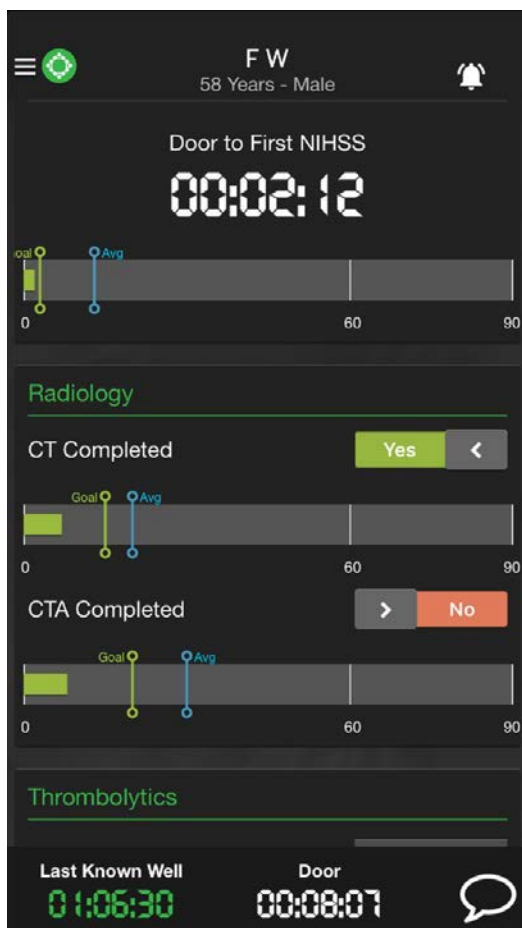 F W
58 Years - Male
Door to First NIHSS
00:02:12
oal Avg
0 60 90
Radiology
CT Completed Yes <
Goal Avg
0 60 90
CTA Completed > No
Goal Avg
0 60 90
Thrombolytics
Last Known Well Door
01:06:30 00:08:07